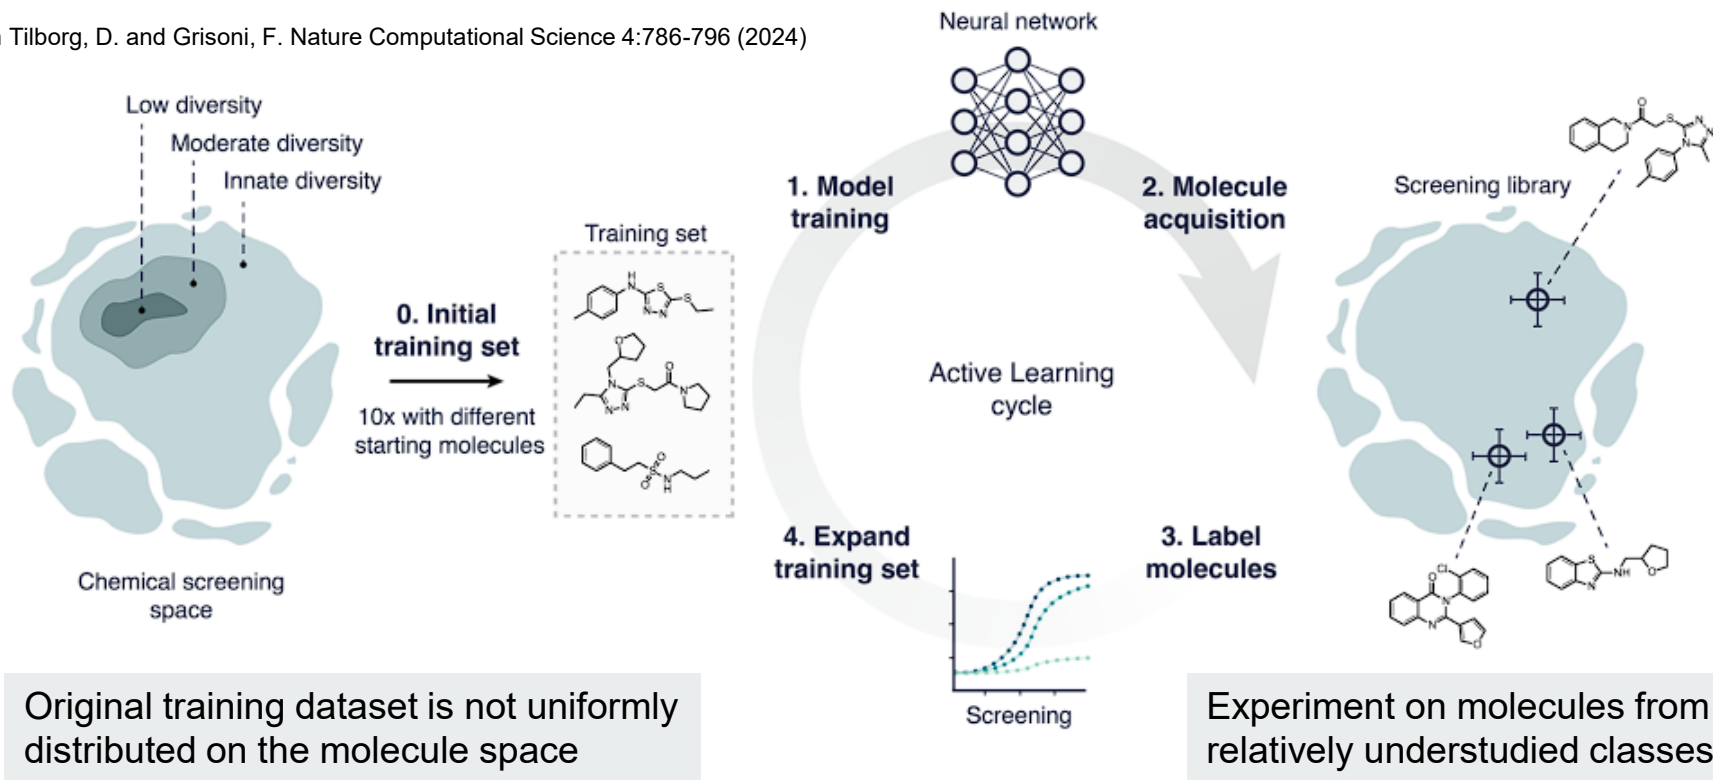 Tilborg, D. and Grisoni, F. Nature Computational Science 4:786-796 (2024)
Low diversity
Moderate diversity
Innate diversity
Chemical screening
space
0. Initial
training set
10x with different
starting molecules
Training set
H
N
S
S
N
N
O
N
S
O
N
N
N
O
S
O
N
H
Neural network
1. Model
training
2. Molecule
acquisition
Active Learning
cycle
4. Expand
training set
3. Label
molecules
Screening
Screening library
O
N
S
N
N
N
Cl
O
N
N
O
S
N
NH
O
Original training dataset is not uniformly
distributed on the molecule space
Experiment on molecules from
relatively understudied classes